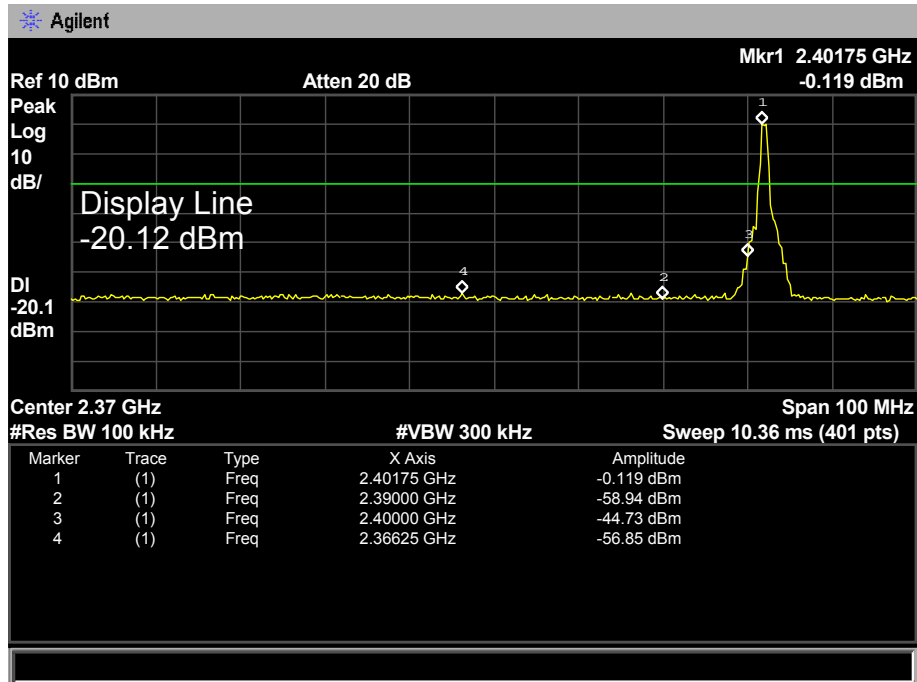 Agilent
Mkr1 2.40175 GHz
Ref 10 dBm Atten 20 dB -0.119 dBm
Peak
Log
10
dB/
1
Display Line
-20.12 dBm
3
4
2
DI
-20.1
dBm
Center 2.37 GHz Span 100 MHz
#Res BW 100 kHz #VBW 300 kHz Sweep 10.36 ms (401 pts)
Marker Trace Type X Axis Amplitude
1 (1) Freq 2.40175 GHz -0.119 dBm
2 (1) Freq 2.39000 GHz -58.94 dBm
3 (1) Freq 2.40000 GHz -44.73 dBm
4 (1) Freq 2.36625 GHz -56.85 dBm